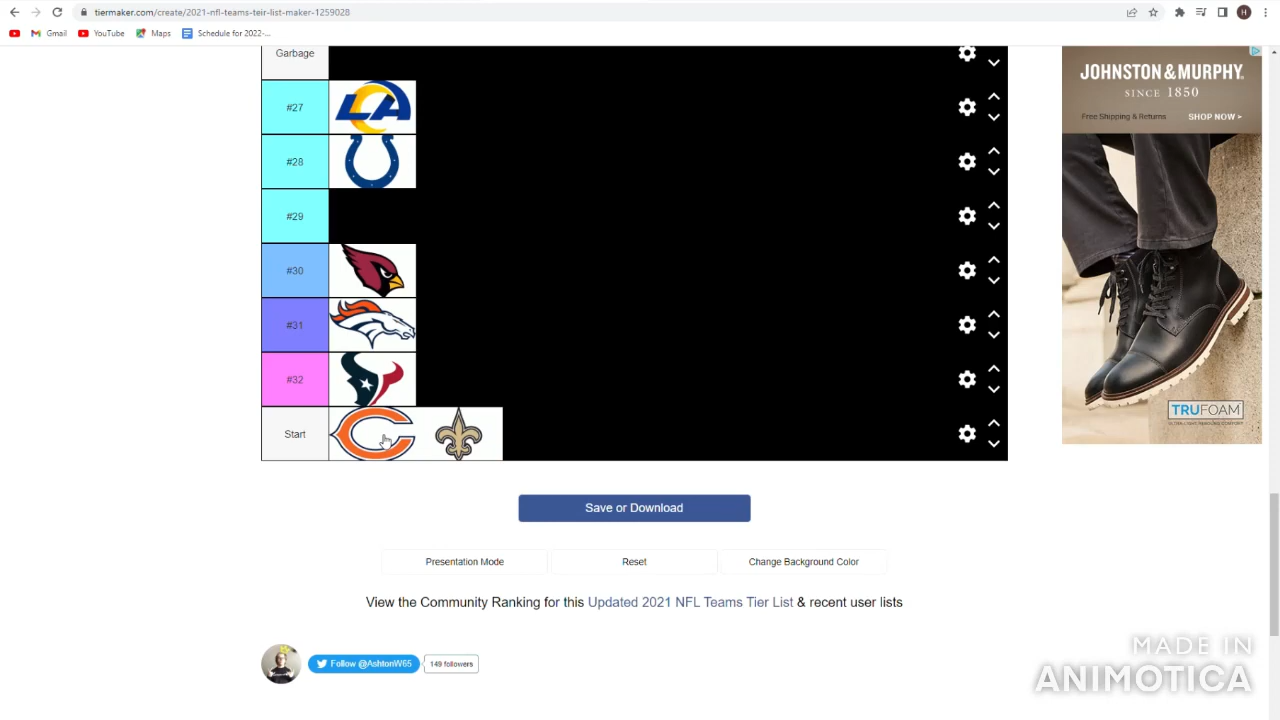 tiermaker.com/create/2021-nfl-teams-teir-list-maker-1259028
H
Gmail
YouTube
Maps
Schedule for 2022-...
Garbage
#27
LA
#28
#29
#30
#31
#32
Start
C
Save or Download
Presentation Mode
Reset
Change Background Color
View the Community Ranking for this Updated 2021 NFL Teams Tier List & recent user lists
Follow @AshtonW65
149 followers
JOHNSTON & MURPHY.
SINCE 1850
Free Shipping & Returns
SHOP NOW >
TRUFOAM
MADE IN
ANIMOTICA